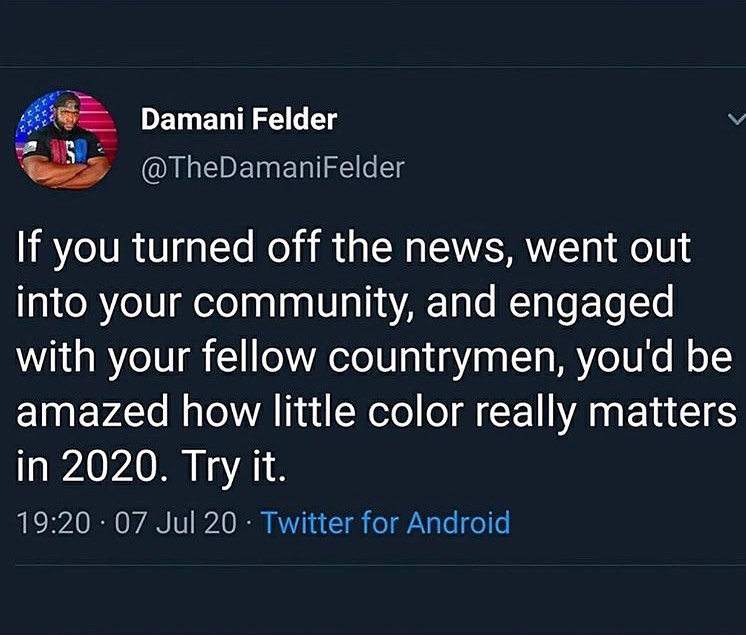 Damani Felder
@TheDamaniFelder
If you turned off the news, went out
into your community, and engaged
with your fellow countrymen, you'd be
amazed how little color really matters
in 2020. Try it.
19:20 · 07 Jul 20 · Twitter for Android